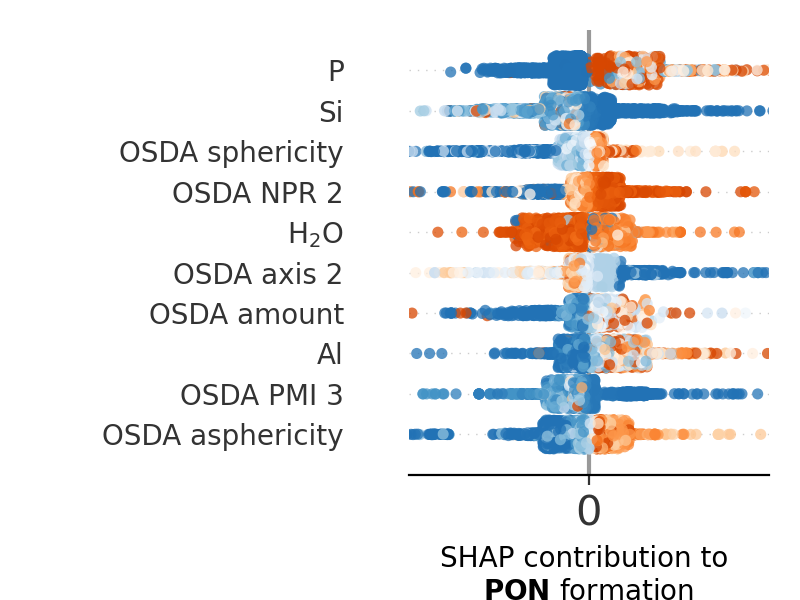 P
Si
OSDA sphericity
OSDA NPR 2
H₂O
OSDA axis 2
OSDA amount
Al
OSDA PMI 3
OSDA asphericity
0
SHAP contribution to
PON formation